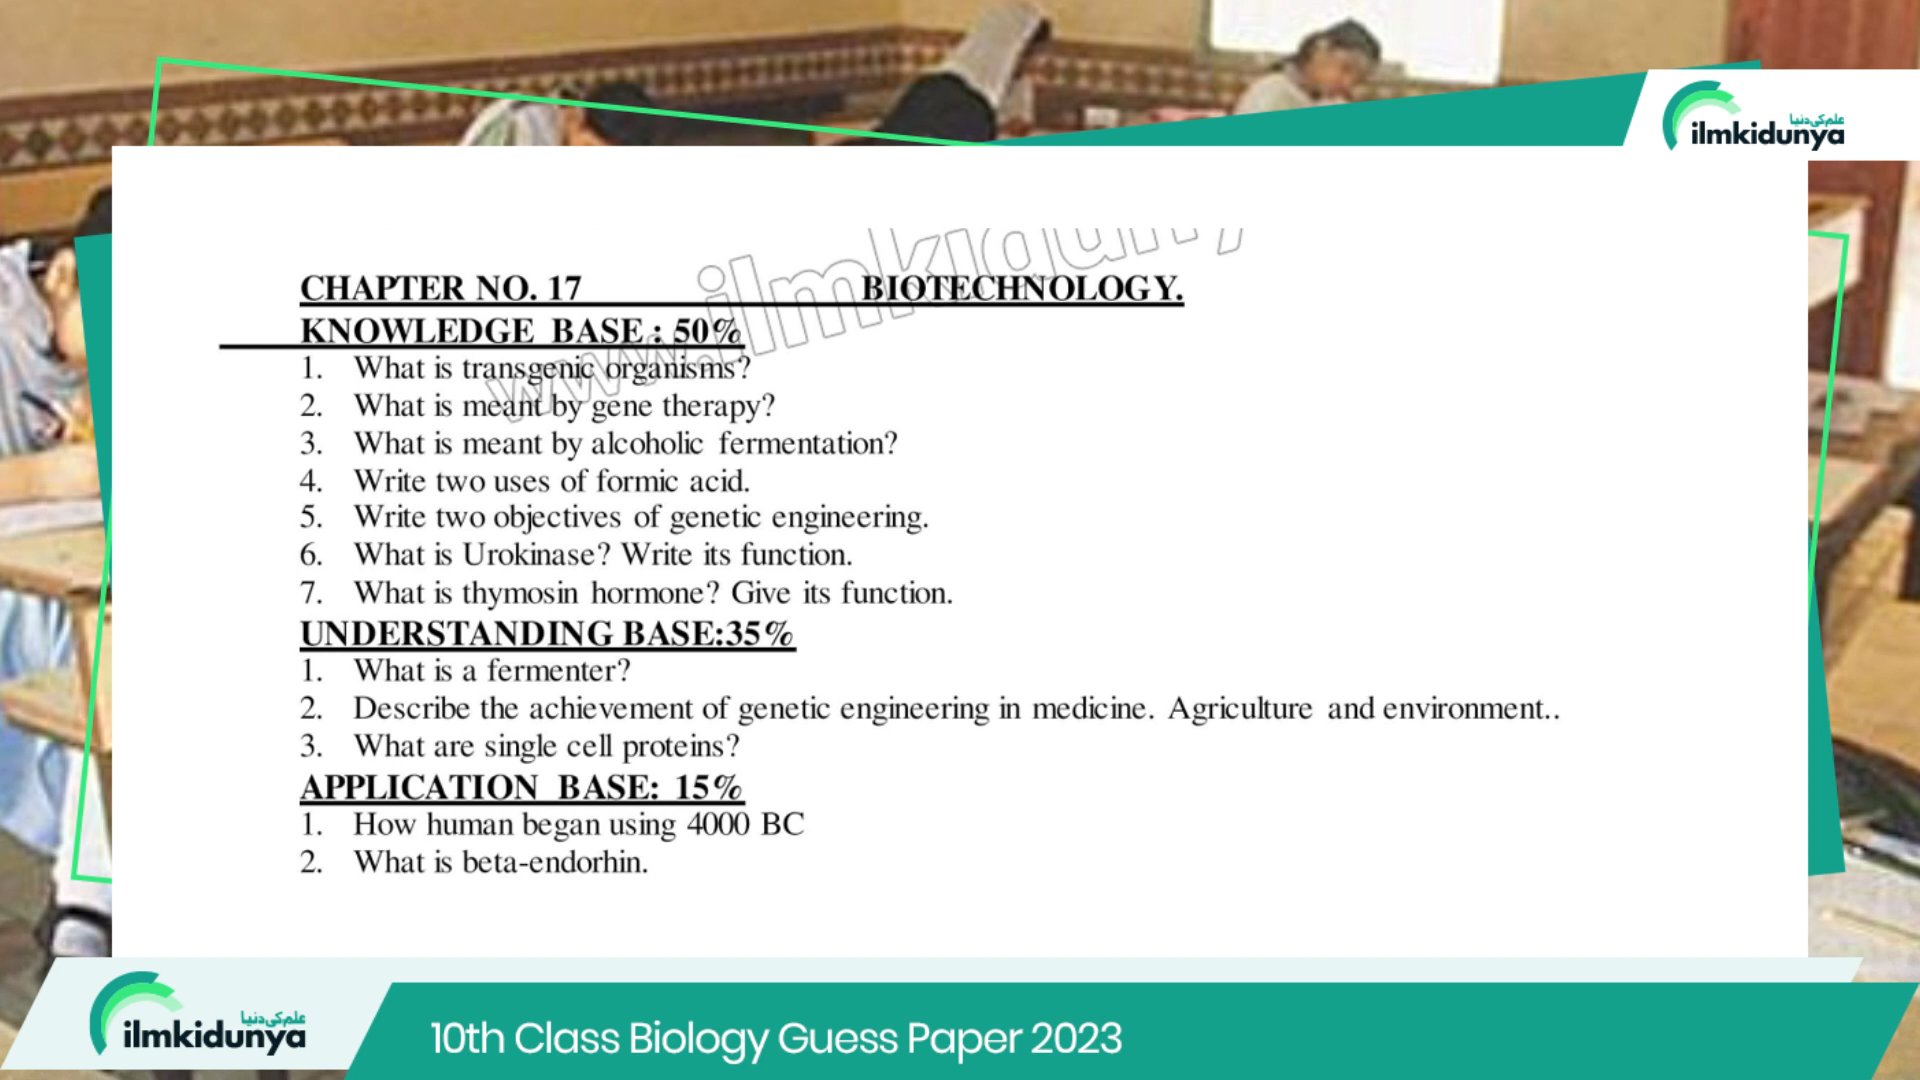 علم کی دنیا
ilmkidunya
www.ilmkiduny
CHAPTER NO. 17 BIOTECHNOLOGY.
KNOWLEDGE BASE : 50%
1. What is transgenic organisms?
2. What is meant by gene therapy?
3. What is meant by alcoholic fermentation?
4. Write two uses of formic acid.
5. Write two objectives of genetic engineering.
6. What is Urokinase? Write its function.
7. What is thymosin hormone? Give its function.
UNDERSTANDING BASE:35%
1. What is a fermenter?
2. Describe the achievement of genetic engineering in medicine. Agriculture and environment..
3. What are single cell proteins?
APPLICATION BASE: 15%
1. How human began using 4000 BC
2. What is beta-endorhin.
علم کی دنیا
ilmkidunya
10th Class Biology Guess Paper 2023